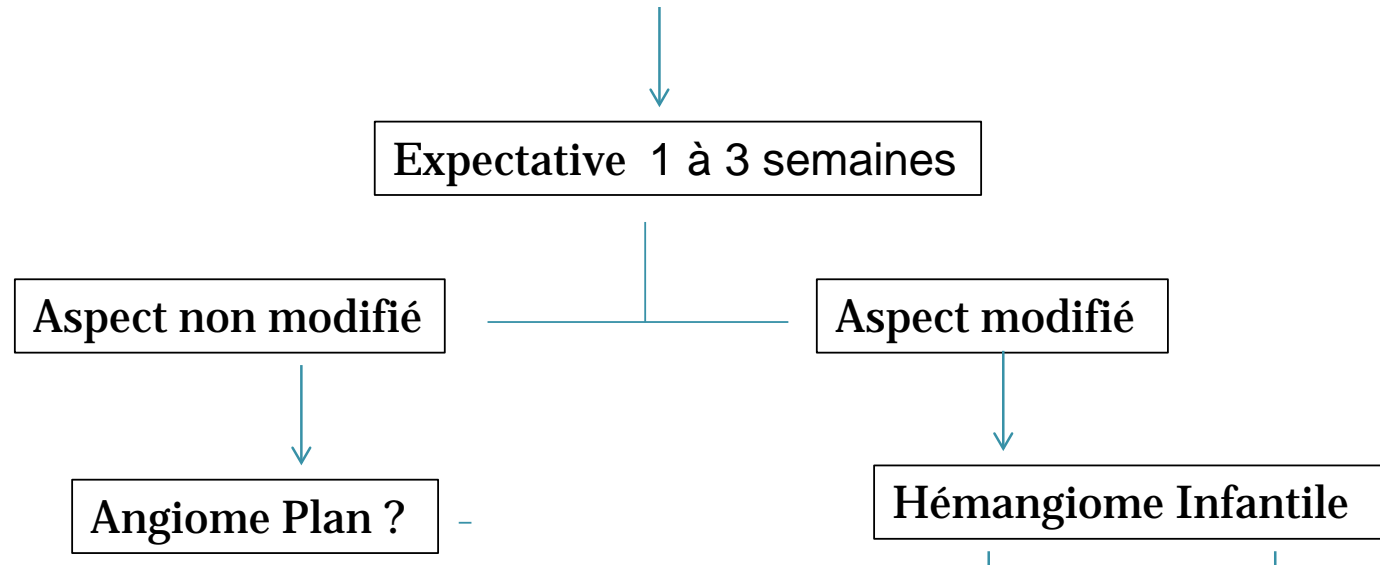 Expectative 1 à 3 semaines
Aspect non modifié
Aspect modifié
Angiome Plan ?
Hémangiome Infantile